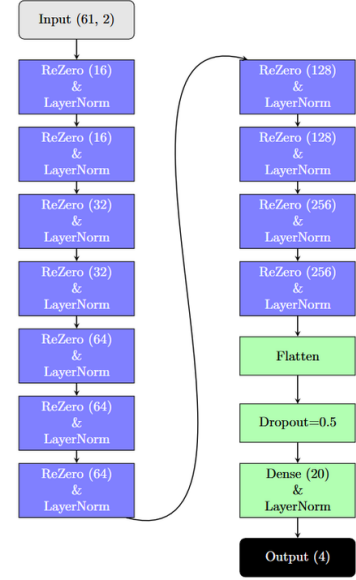 Input (61, 2)
ReZero (16)
&
LayerNorm
ReZero (16)
&
LayerNorm
ReZero (32)
&
LayerNorm
ReZero (32)
&
LayerNorm
ReZero (64)
&
LayerNorm
ReZero (64)
&
LayerNorm
ReZero (64)
&
LayerNorm
ReZero (128)
&
LayerNorm
ReZero (128)
&
LayerNorm
ReZero (256)
&
LayerNorm
ReZero (256)
&
LayerNorm
Flatten
Dropout=0.5
Dense (20)
&
LayerNorm
Output (4)